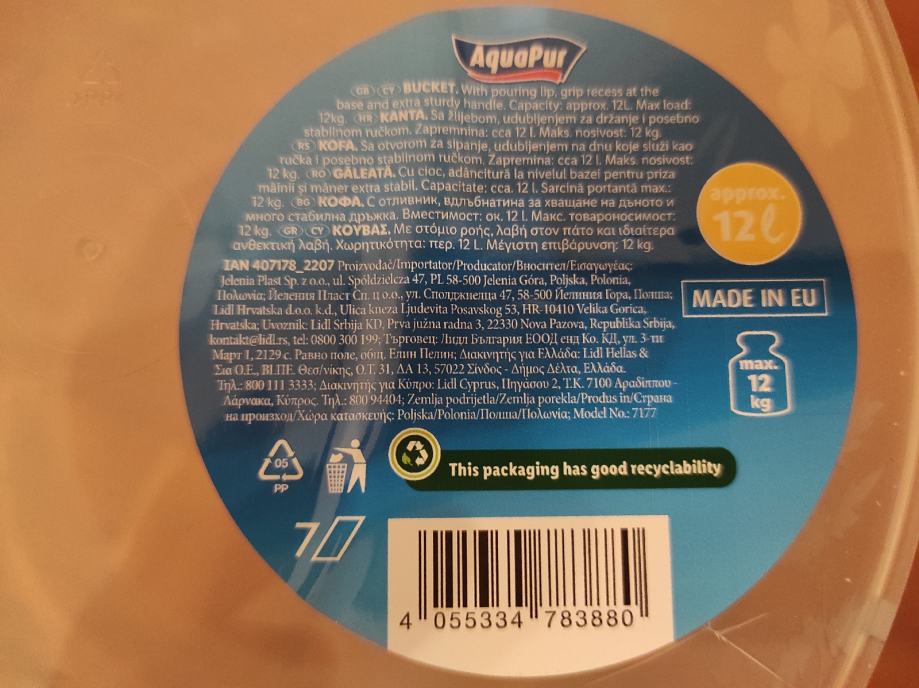 AquaPur
GB CY BUCKET. With pouring lip, grip recess at the
base and extra sturdy handle. Capacity: approx. 12L. Max load:
12kg. HR KANTA. Sa žlijebom, udubljenjem za držanje i posebno
stabilnom ručkom. Zapremnina: cca 12 l. Maks. nosivost: 12 kg.
RS KOFA. Sa otvorom za sipanje, udubljenjem na dnu koje služi kao
ručka i posebno stabilnom ručkom. Zapremina: cca 12 l. Maks. nosivost:
12 kg. RO GĂLEATĂ. Cu cioc, adâncitură la nivelul bazei pentru priza
mâinii și mâner extra stabil. Capacitate: cca. 12 l. Sarcină portantă max.:
12 kg. BG КОФА. С отливник, вдлъбнатина за хващане на дъното и
много стабилна дръжка. Вместимост: ок. 12 l. Макс. товароносимост:
12 kg. GR CY ΚΟΥΒΑΣ. Με στόμιο ροής, λαβή στον πάτο και ιδιαίτερα
ανθεκτική λαβή. Χωρητικότητα: περ. 12 L. Μέγιστη επιβάρυνση: 12 kg.
approx.
12 ℓ
IAN 407178_2207 Proizvođač/Importator/Producator/Вносител/Εισαγωγέας:
Jelenia Plast Sp. z o.o., ul. Spółdzielcza 47, PL 58-500 Jelenia Góra, Poljska, Polonia,
Πολωνία; Йеления Пласт Сп. ц о.о., ул. Сполджиелца 47, 58-500 Йелиния Гора, Полша;
Lidl Hrvatska d.o.o. k.d., Ulica kneza Ljudevita Posavskog 53, HR-10410 Velika Gorica,
Hrvatska; Uvoznik: Lidl Srbija KD, Prva južna radna 3, 22330 Nova Pazova, Republika Srbija,
kontakt@lidl.rs, tel: 0800 300 199; Търговец: Лидл България ЕООД енд Ко. КД, ул. 3-ти
Март 1, 2129 с. Равно поле, общ. Елин Пелин; Διακινητής για Ελλάδα: Lidl Hellas &
Σια Ο.Ε., ΒΙ.ΠΕ. Θεσ/νίκης, Ο.Τ. 31, ΔΑ 13, 57022 Σίνδος - Δήμος Δέλτα, Ελλάδα.
Τηλ.: 800 111 3333; Διακινητής για Κύπρο: Lidl Cyprus, Πηγάσου 2, Τ.Κ. 7100 Αραδίππου -
Λάρνακα, Κύπρος. Τηλ.: 800 94404; Zemlja podrijetla/Zemlja porekla/Produs in/Страна
на произход/Χώρα κατασκευής: Poljska/Polonia/Полша/Πολωνία; Model No.: 7177
MADE IN EU
max.
12
kg
05
PP
This packaging has good recyclability
7
4 055334 783880